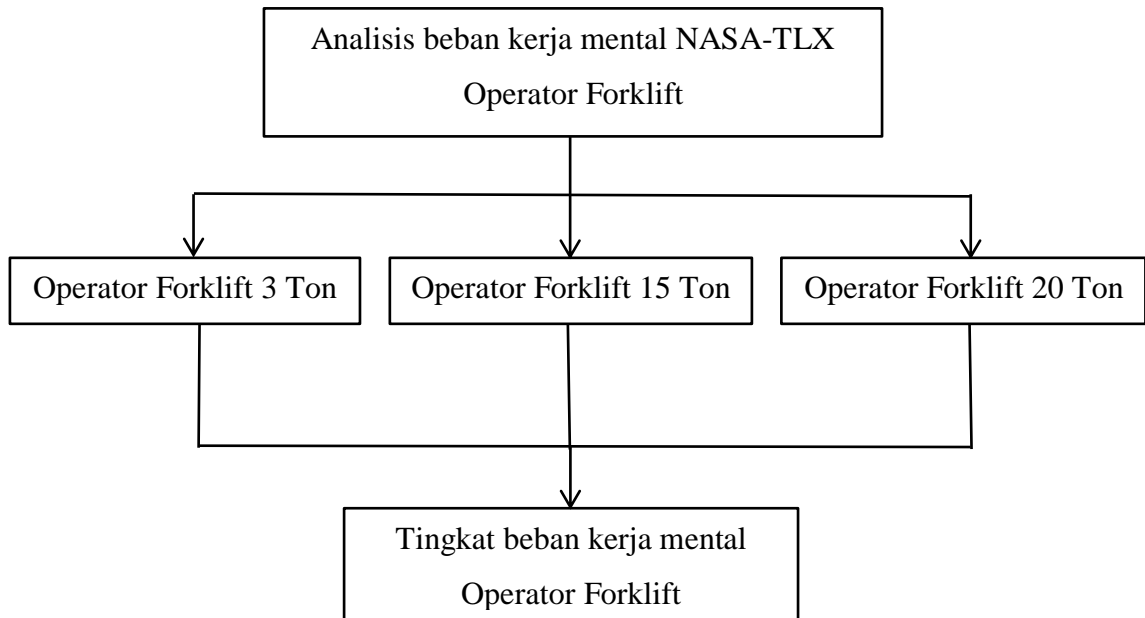 Analisis beban kerja mental NASA-TLX
Operator Forklift
Operator Forklift 3 Ton
Operator Forklift 15 Ton
Operator Forklift 20 Ton
Tingkat beban kerja mental
Operator Forklift